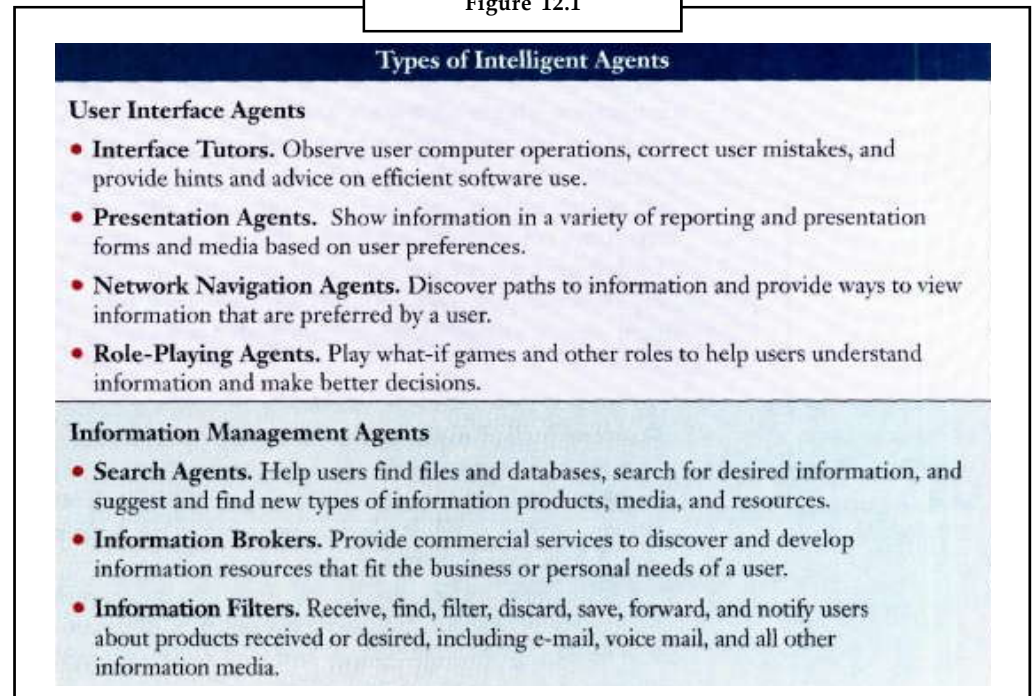 Figure 12.1
Types of Intelligent Agents
User Interface Agents
• Interface Tutors. Observe user computer operations, correct user mistakes, and
provide hints and advice on efficient software use.
• Presentation Agents. Show information in a variety of reporting and presentation
forms and media based on user preferences.
• Network Navigation Agents. Discover paths to information and provide ways to view
information that are preferred by a user.
• Role-Playing Agents. Play what-if games and other roles to help users understand
information and make better decisions.
Information Management Agents
• Search Agents. Help users find files and databases, search for desired information, and
suggest and find new types of information products, media, and resources.
• Information Brokers. Provide commercial services to discover and develop
information resources that fit the business or personal needs of a user.
• Information Filters. Receive, find, filter, discard, save, forward, and notify users
about products received or desired, including e-mail, voice mail, and all other
information media.